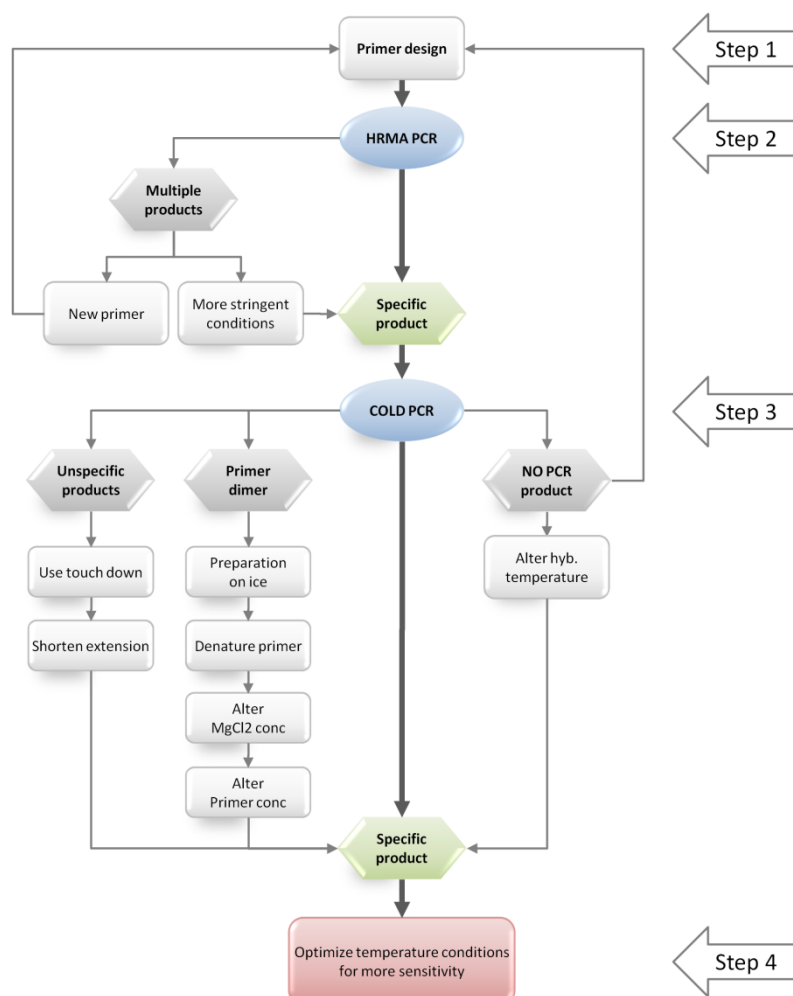 Primer design
Step 1
HRMA PCR
Step 2
Multiple
products
New primer
More stringent
conditions
Specific
product
COLD PCR
Step 3
Unspecific
products
Primer
dimer
NO PCR
product
Use touch down
Preparation
on ice
Alter hyb.
temperature
Shorten extension
Denature primer
Alter
MgCl2 conc
Alter
Primer conc
Specific
product
Optimize temperature conditions
for more sensitivity
Step 4